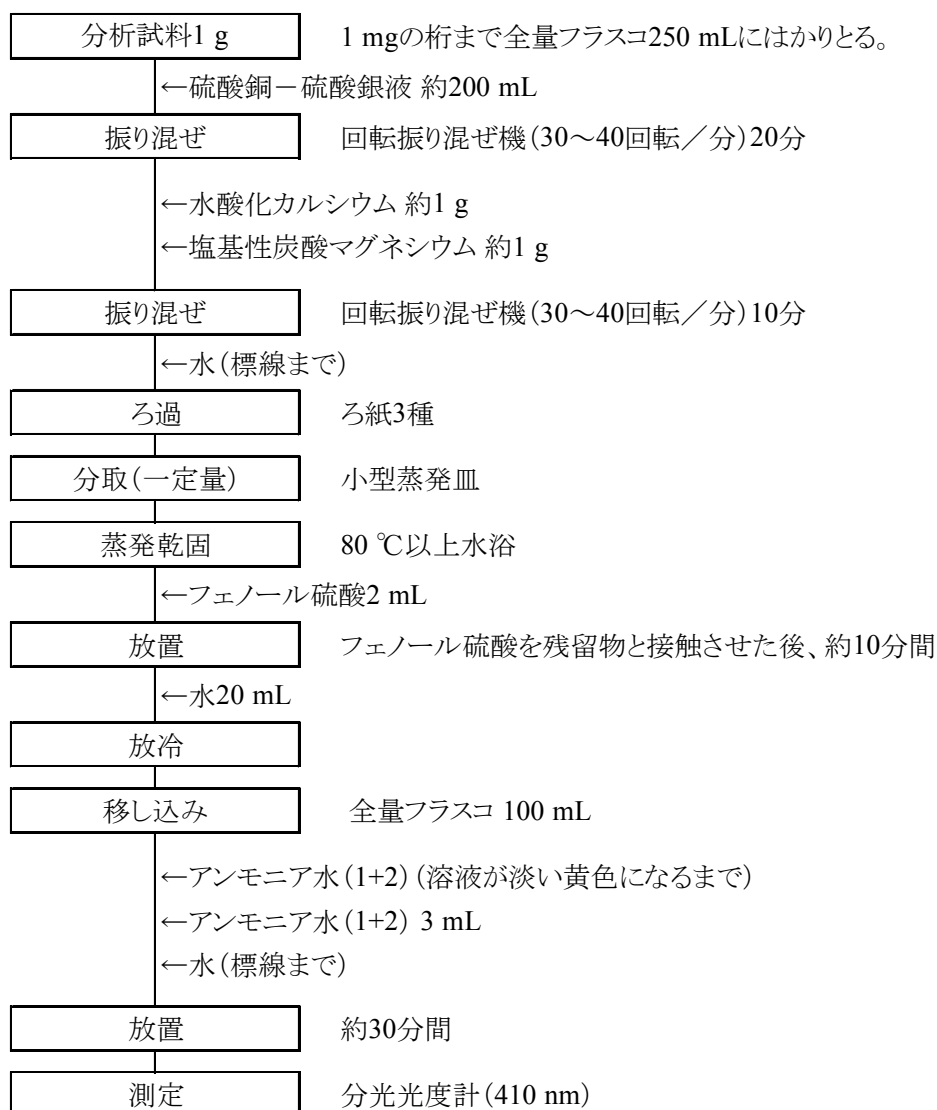 分析試料1 g 1 mgの桁まで全量フラスコ250 mLにはかりとる。
←硫酸銅－硫酸銀液 約200 mL
振り混ぜ 回転振り混ぜ機(30～40回転／分)20分
←水酸化カルシウム 約1 g
←塩基性炭酸マグネシウム 約1 g
振り混ぜ 回転振り混ぜ機(30～40回転／分)10分
←水(標線まで)
ろ過 ろ紙3種
分取(一定量) 小型蒸発皿
蒸発乾固 80 ℃以上水浴
←フェノール硫酸2 mL
放置 フェノール硫酸を残留物と接触させた後、約10分間
←水20 mL
放冷
移し込み 全量フラスコ 100 mL
←アンモニア水(1+2)(溶液が淡い黄色になるまで)
←アンモニア水(1+2) 3 mL
←水(標線まで)
放置 約30分間
測定 分光光度計(410 nm)